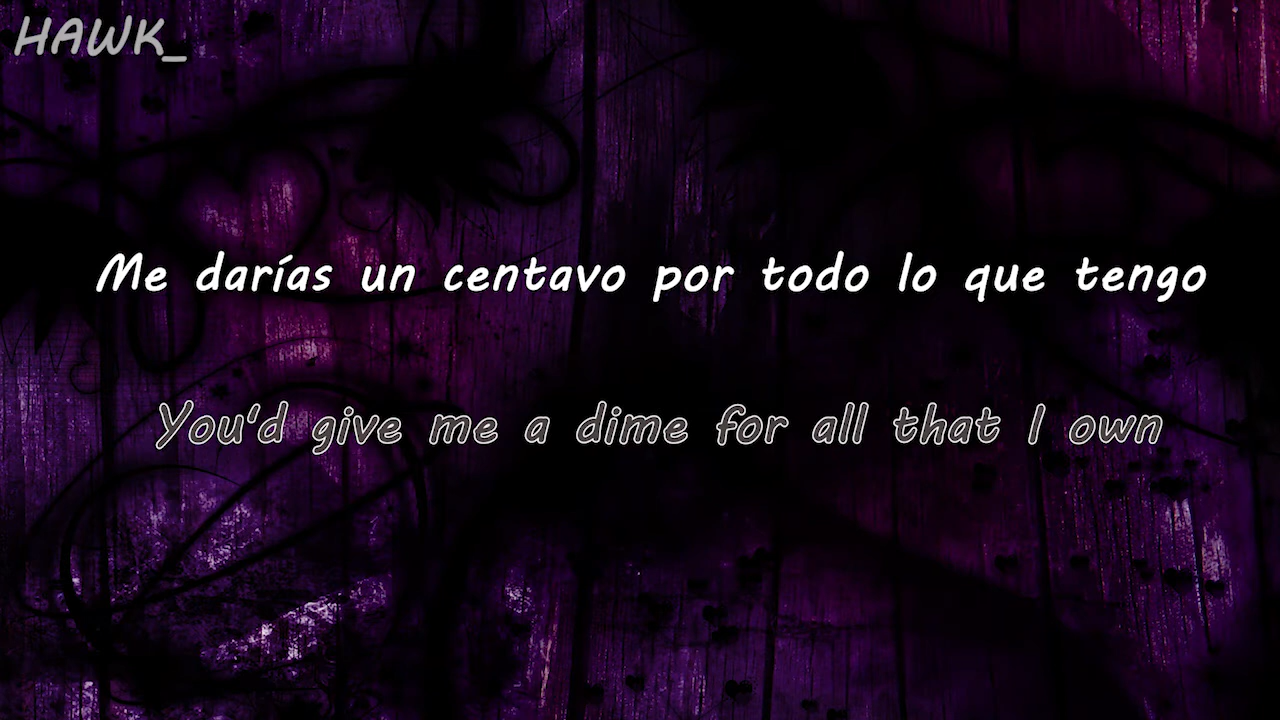 HAWK_
Me darías un centavo por todo lo que tengo
You'd give me a dime for all that I own